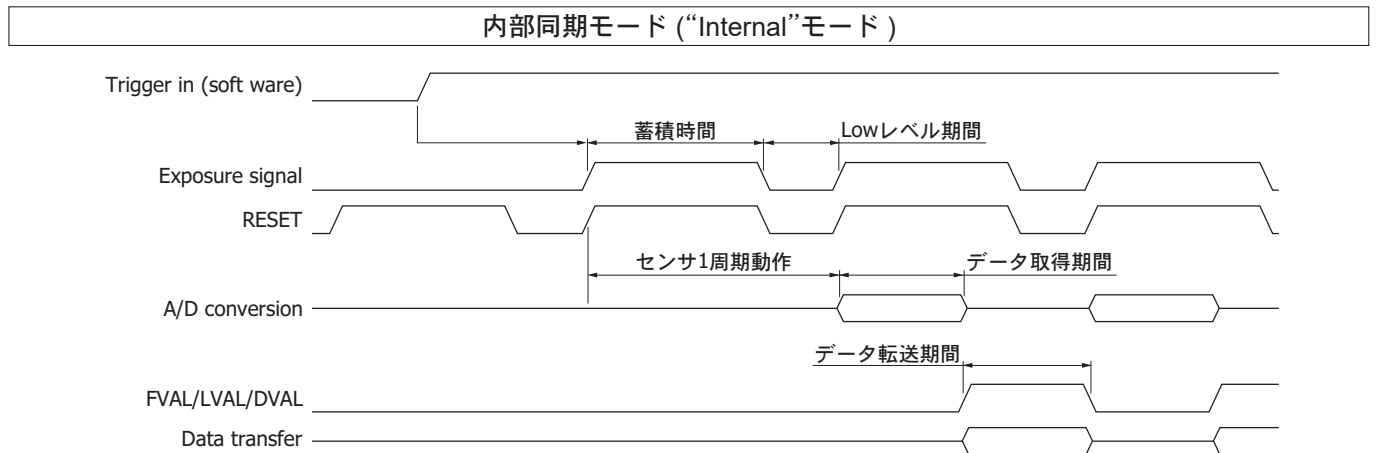 内部同期モード (“Internal”モード )
Trigger in (soft ware)
蓄積時間
Lowレベル期間
Exposure signal
RESET
センサ1周期動作
データ取得期間
A/D conversion
データ転送期間
FVAL/LVAL/DVAL
Data transfer